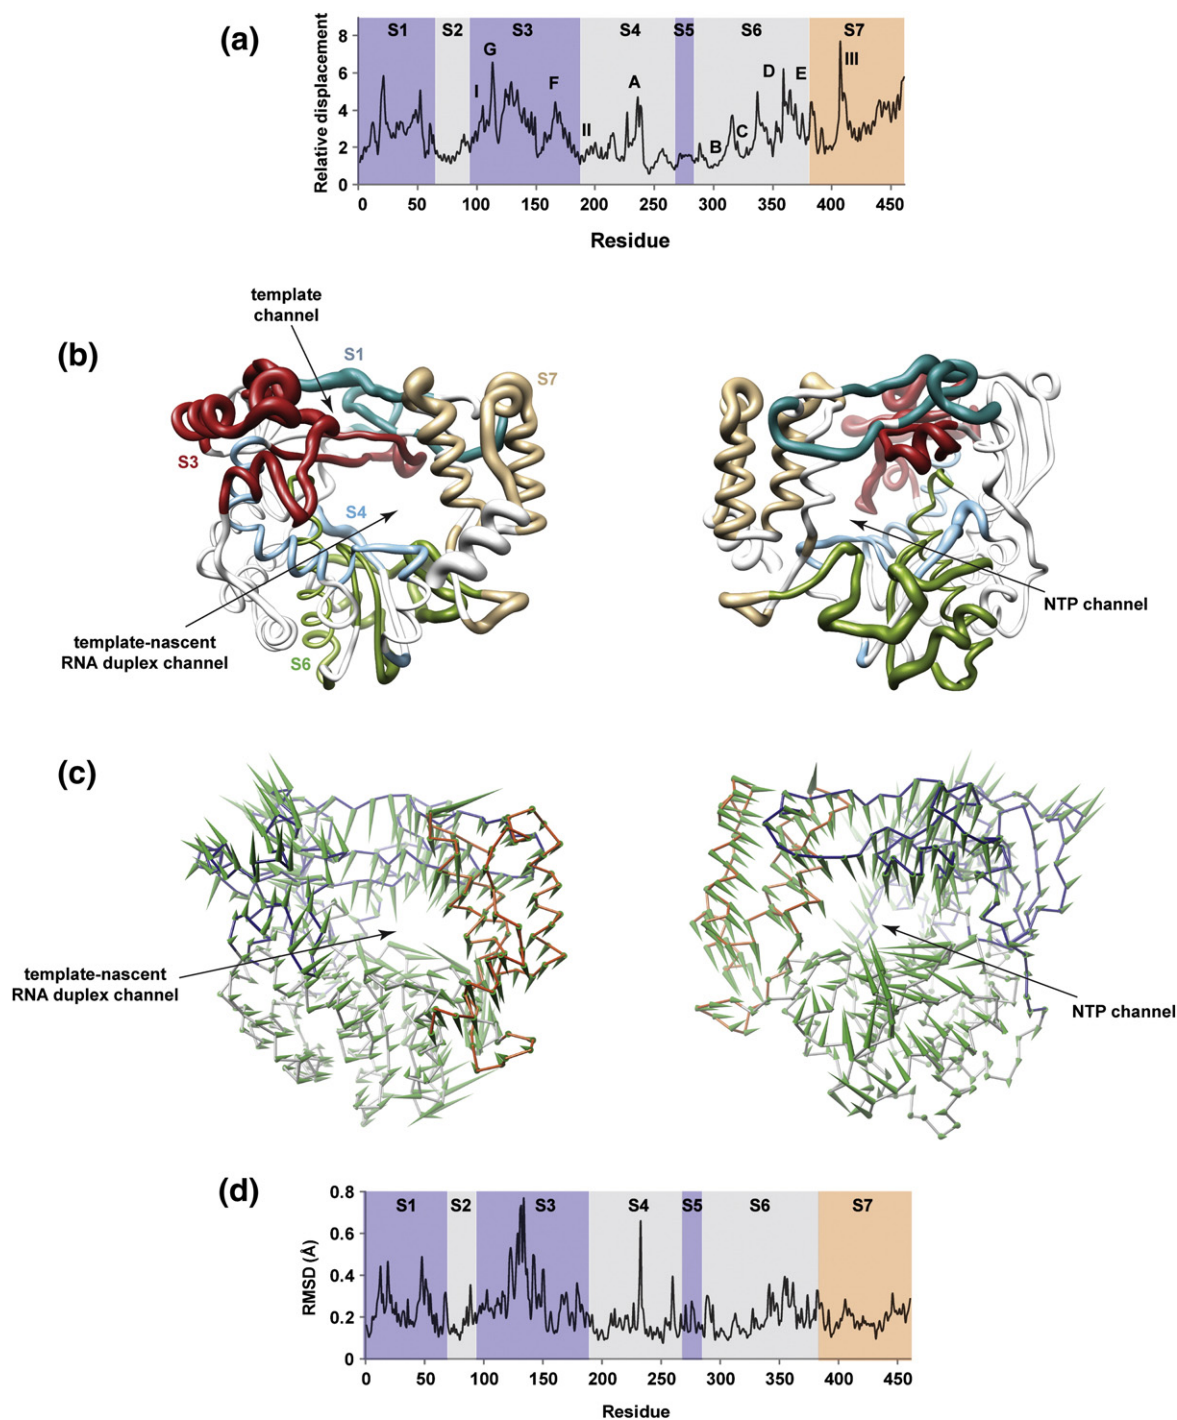 (a)
Relative displacement
8
6
4
2
0
S1 S2 S3 S4 S5 S6 S7
I G F II A B C D E III
0 50 100 150 200 250 300 350 400 450
Residue
(b)
template
channel
S1
S7
S3
S4
template-nascent
RNA duplex channel
S6
NTP channel
(c)
template-nascent
RNA duplex channel
NTP channel
(d)
RMSD (Å)
0.8
0.6
0.4
0.2
0
S1 S2 S3 S4 S5 S6 S7
0 50 100 150 200 250 300 350 400 450
Residue